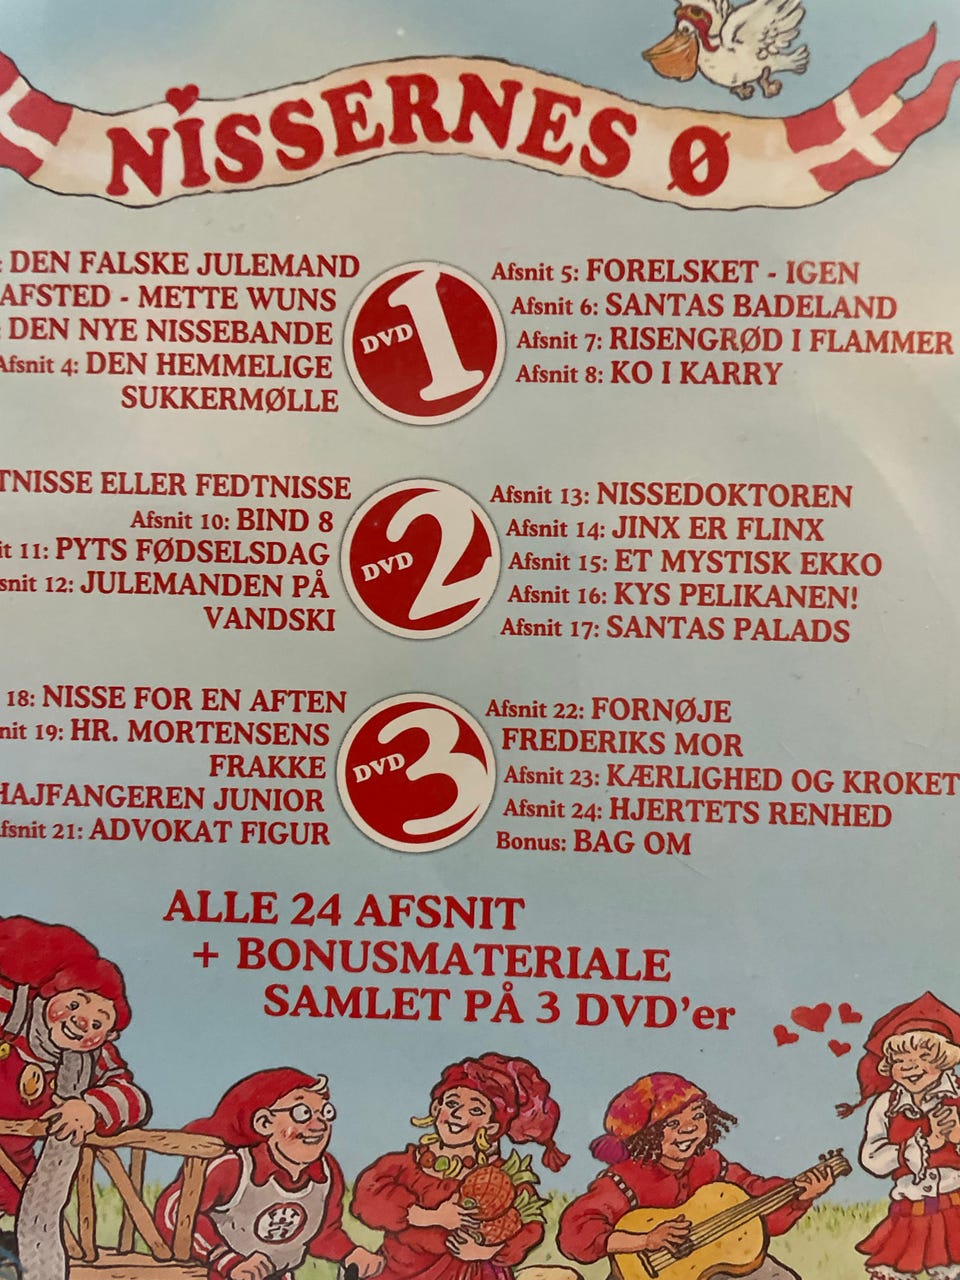 NISSERNES Ø
: DEN FALSKE JULEMAND
AFSTED - METTE WUNS
: DEN NYE NISSEBANDE
Afsnit 4: DEN HEMMELIGE
SUKKERMØLLE
DVD 1
Afsnit 5: FORELSKET - IGEN
Afsnit 6: SANTAS BADELAND
Afsnit 7: RISENGRØD I FLAMMER
Afsnit 8: KO I KARRY
ELLER FEDTNISSE
Afsnit 10: BIND 8
11: PYTS FØDSELSDAG
12: JULEMANDEN PÅ
VANDSKI
DVD 2
Afsnit 13: NISSEDOKTOREN
Afsnit 14: JINX ER FLINX
Afsnit 15: ET MYSTISK EKKO
Afsnit 16: KYS PELIKANEN!
Afsnit 17: SANTAS PALADS
18: NISSE FOR EN AFTEN
19: HR. MORTENSENS
FRAKKE
HAJFANGEREN JUNIOR
Afsnit 21: ADVOKAT FIGUR
DVD 3
Afsnit 22: FORNØJE
FREDERIKS MOR
Afsnit 23: KÆRLIGHED OG KROKET
Afsnit 24: HJERTETS RENHED
Bonus: BAG OM
ALLE 24 AFSNIT
+ BONUSMATERIALE
SAMLET PÅ 3 DVD'er